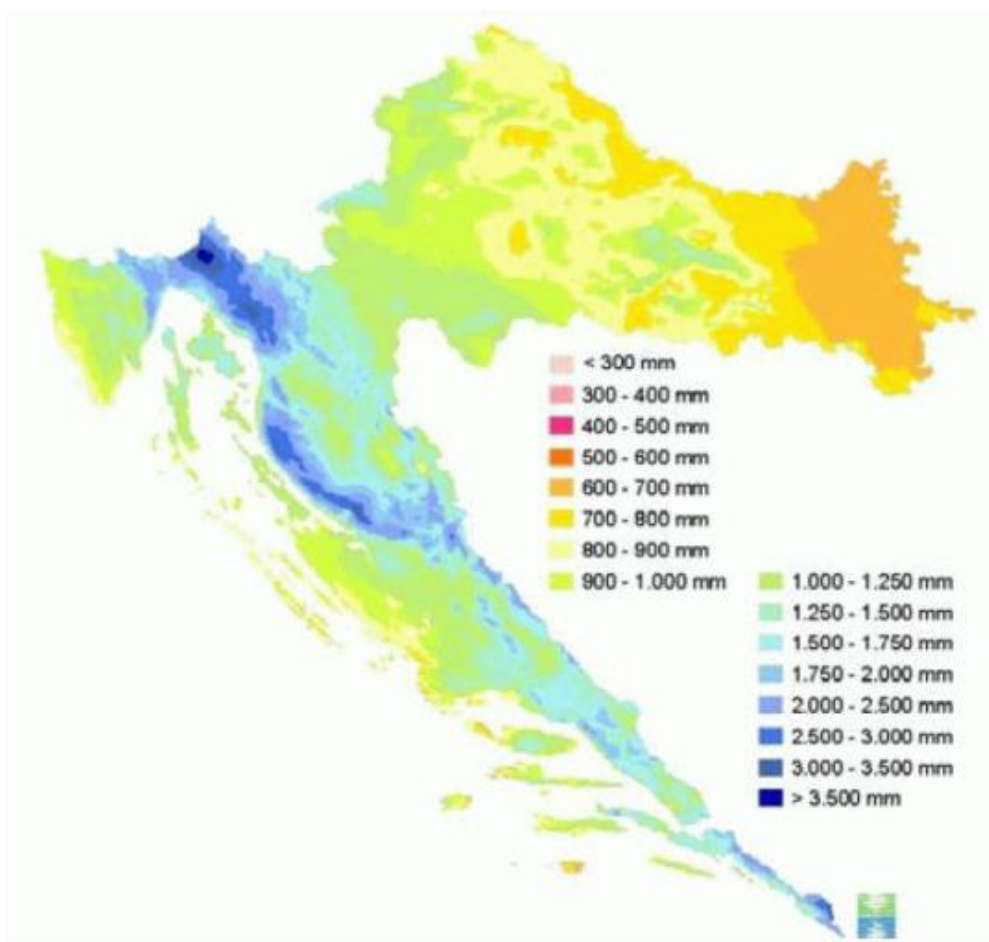 < 300 mm
300 - 400 mm
400 - 500 mm
500 - 600 mm
600 - 700 mm
700 - 800 mm
800 - 900 mm
900 - 1.000 mm
1.000 - 1.250 mm
1.250 - 1.500 mm
1.500 - 1.750 mm
1.750 - 2.000 mm
2.000 - 2.500 mm
2.500 - 3.000 mm
3.000 - 3.500 mm
> 3.500 mm